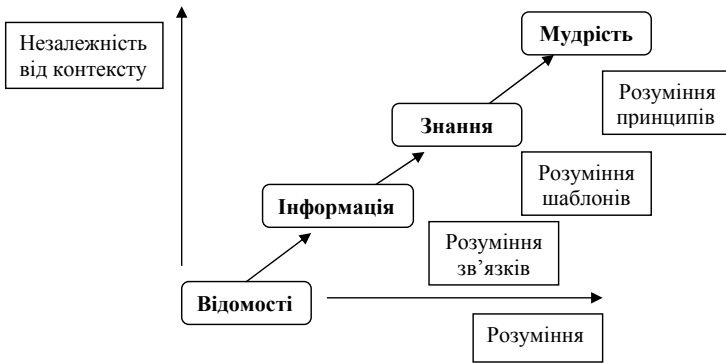 Незалежність
від контексту
Мудрість
Розуміння
принципів
Знання
Розуміння
шаблонів
Інформація
Розуміння
зв’язків
Відомості
Розуміння